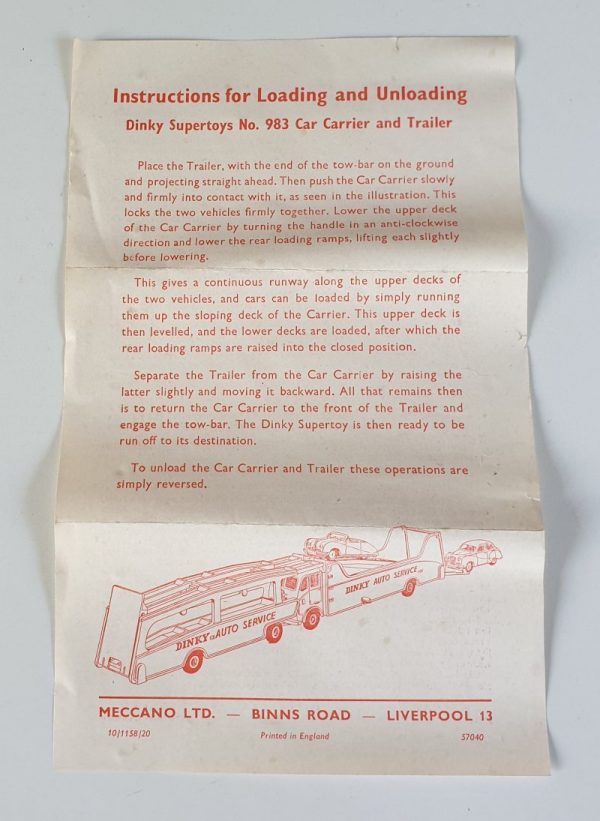 Instructions for Loading and Unloading
Dinky Supertoys No. 983 Car Carrier and Trailer
Place the Trailer, with the end of the tow-bar on the ground
and projecting straight ahead. Then push the Car Carrier slowly
and firmly into contact with it, as seen in the illustration. This
locks the two vehicles firmly together. Lower the upper deck
of the Car Carrier by turning the handle in an anti-clockwise
direction and lower the rear loading ramps, lifting each slightly
before lowering.
This gives a continuous runway along the upper decks of
the two vehicles, and cars can be loaded by simply running
them up the sloping deck of the Carrier. This upper deck is
then levelled, and the lower decks are loaded, after which the
rear loading ramps are raised into the closed position.
Separate the Trailer from the Car Carrier by raising the
latter slightly and moving it backward. All that remains then
is to return the Car Carrier to the front of the Trailer and
engage the tow-bar. The Dinky Supertoy is then ready to be
run off to its destination.
To unload the Car Carrier and Trailer these operations are
simply reversed.
DINKY AUTO SERVICE
DINKY AUTO SERVICE
MECCANO LTD. — BINNS ROAD — LIVERPOOL 13
10/1158/20 Printed in England 57040